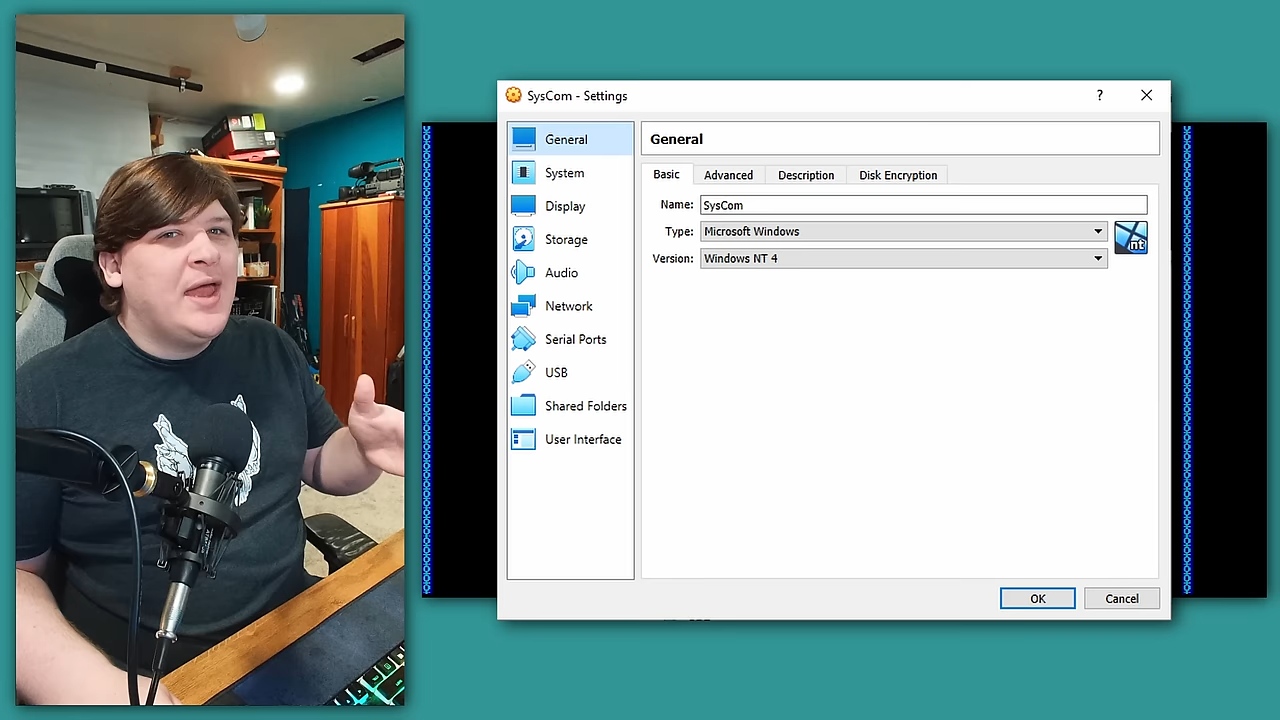 SysCom - Settings
?
General
System
Display
Storage
Audio
Network
Serial Ports
USB
Shared Folders
User Interface
General
Basic Advanced Description Disk Encryption
Name: SysCom
Type: Microsoft Windows
nt
Version: Windows NT 4
OK Cancel